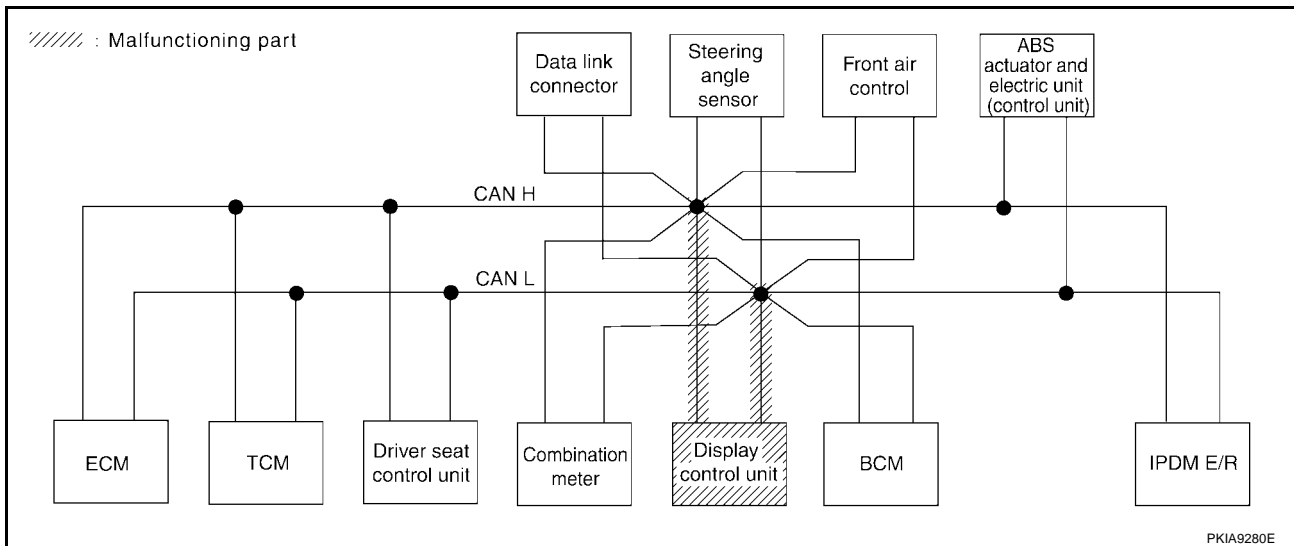 : Malfunctioning part
Data link
connector
Steering
angle
sensor
Front air
control
ABS
actuator and
electric unit
(control unit)
CAN H
CAN L
ECM
TCM
Driver seat
control unit
Combination
meter
Display
control unit
BCM
IPDM E/R
PKIA9280E